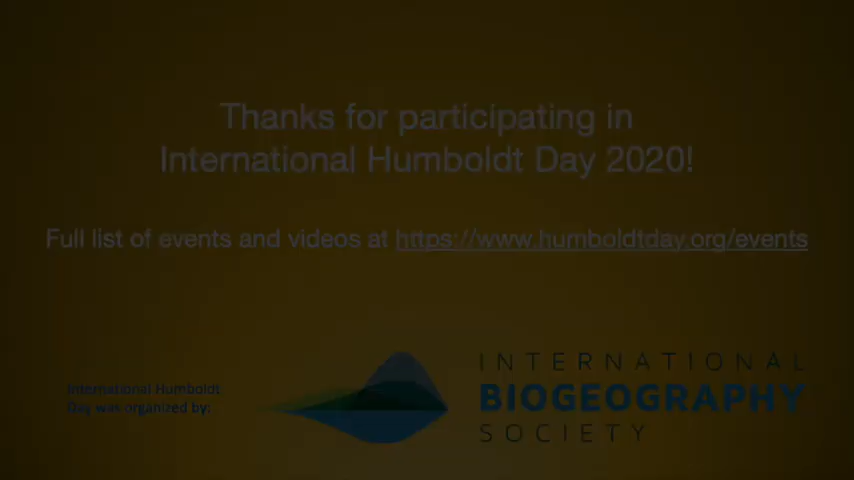 Thanks for participating in
International Humboldt Day 2020!
Full list of events and videos at https://www.humboldtday.org/events
International Humboldt
Day was organized by:
INTERNATIONAL
BIOGEOGRAPHY
SOCIETY